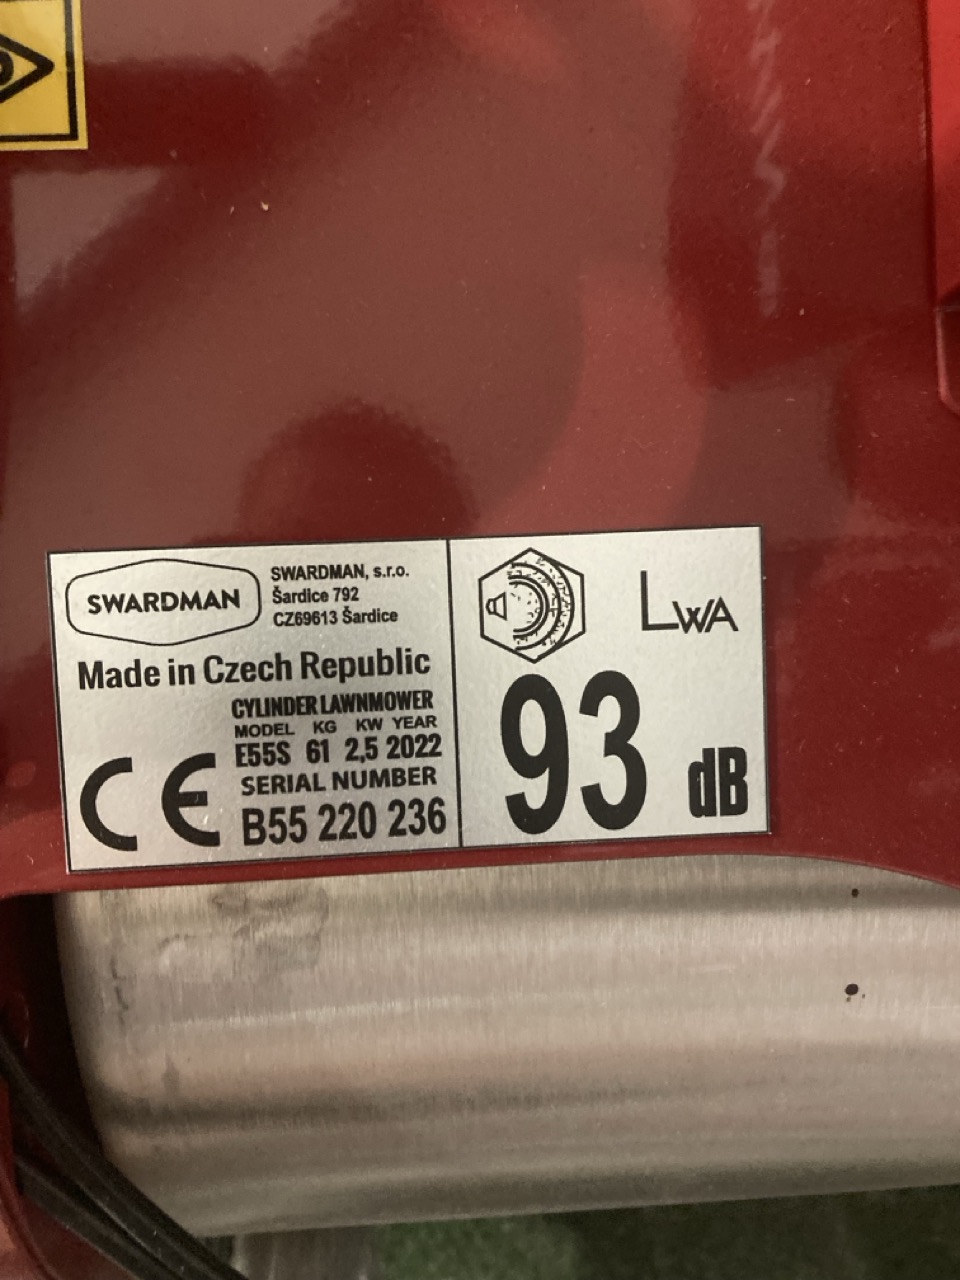 SWARDMAN
SWARDMAN, s.r.o.
Šardice 792
CZ69613 Šardice
Made in Czech Republic
CYLINDER LAWNMOWER
MODEL KG KW YEAR
E55S 61 2,5 2022
SERIAL NUMBER
B55 220 236
CE
LWA
93 dB